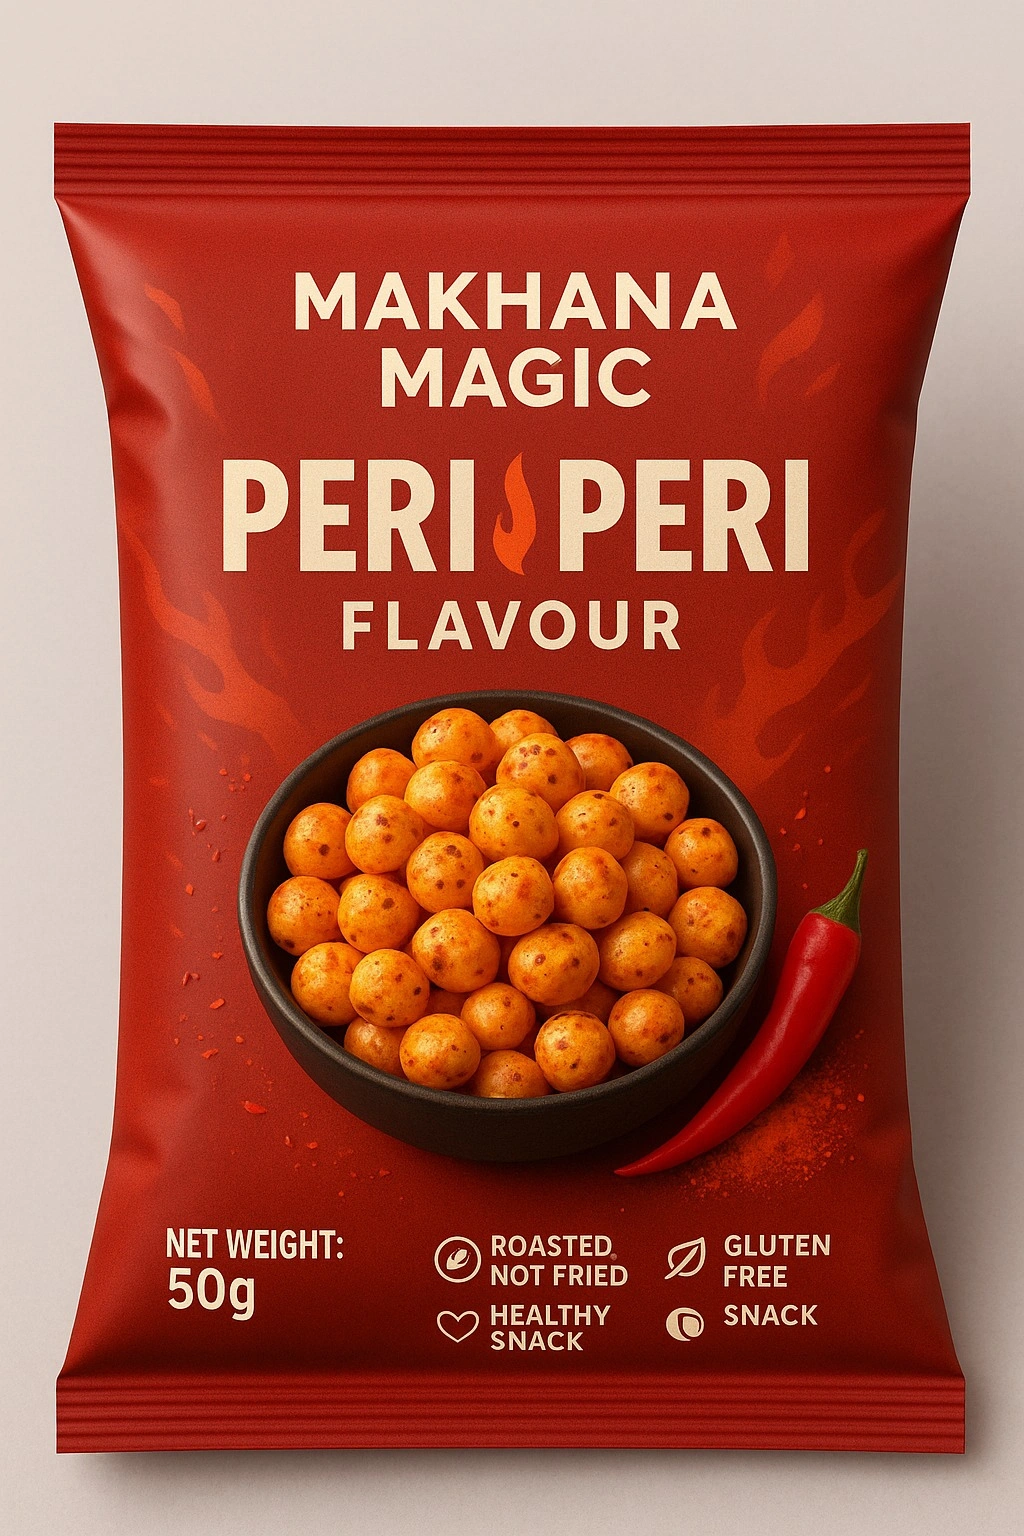 MAKHANA
MAGIC
PERI PERI
FLAVOUR
NET WEIGHT:
50g
ROASTED
NOT FRIED
GLUTEN
FREE
HEALTHY
SNACK
SNACK